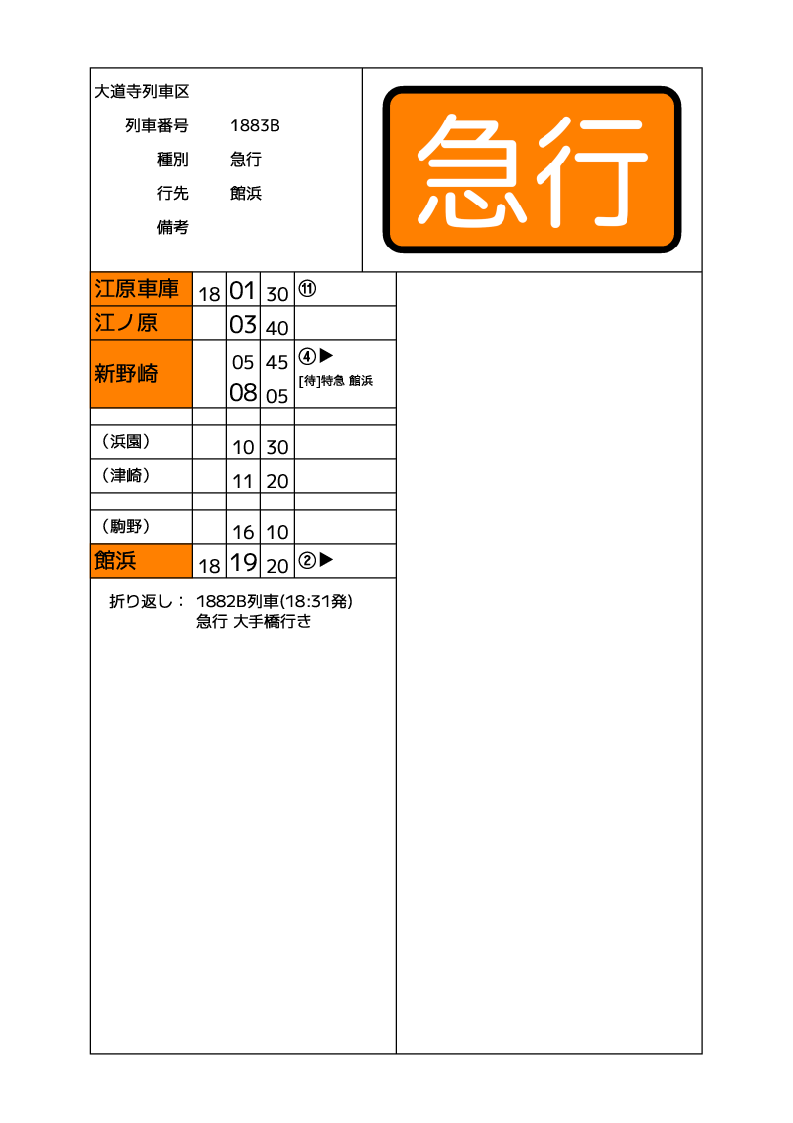 大道寺列車区
列車番号 1883B
種別 急行
行先 館浜
備考
急行
江原車庫 18 01 30 ⑪
江ノ原 03 40
新野崎 05 45 ④▶
08 05 [待]特急 館浜
（浜園） 10 30
（津崎） 11 20
（駒野） 16 10
館浜 18 19 20 ②▶
折り返し： 1882B列車(18:31発)
急行 大手橋行き